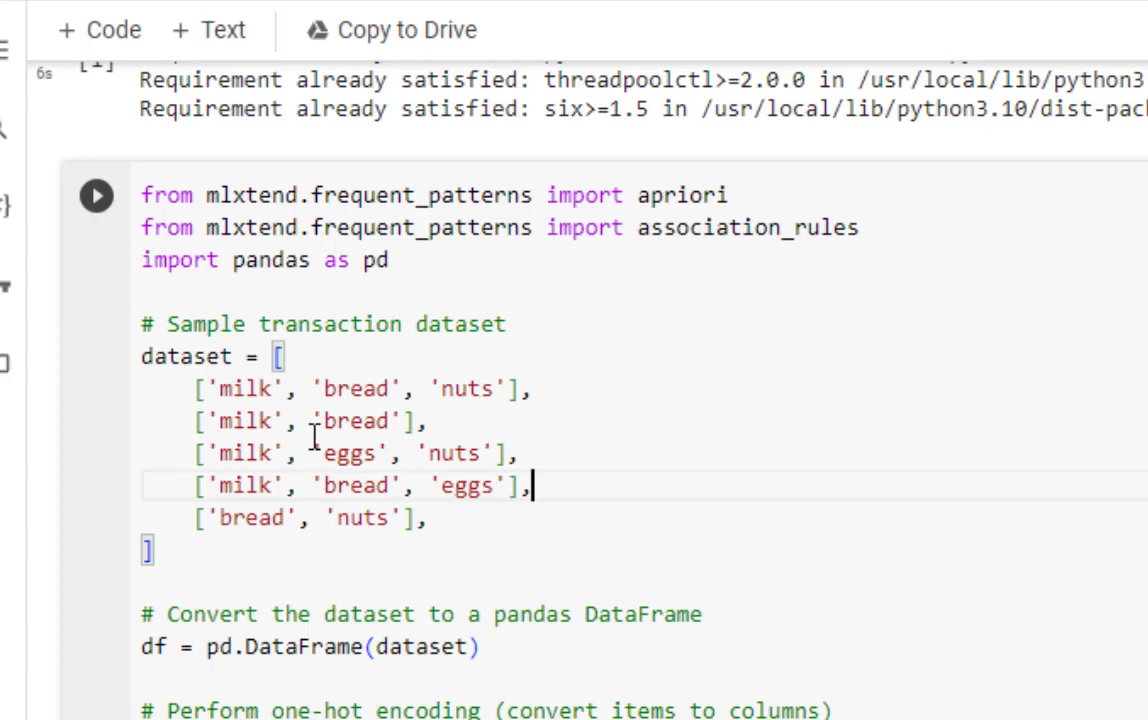 + Code + Text Copy to Drive
6s
[1]
Requirement already satisfied: threadpoolctl>=2.0.0 in /usr/local/lib/python3
Requirement already satisfied: six>=1.5 in /usr/local/lib/python3.10/dist-pac
from mlxtend.frequent_patterns import apriori
from mlxtend.frequent_patterns import association_rules
import pandas as pd
# Sample transaction dataset
dataset = [
['milk', 'bread', 'nuts'],
['milk', 'bread'],
['milk', 'eggs', 'nuts'],
['milk', 'bread', 'eggs'],
['bread', 'nuts'],
]
# Convert the dataset to a pandas DataFrame
df = pd.DataFrame(dataset)
# Perform one-hot encoding (convert items to columns)